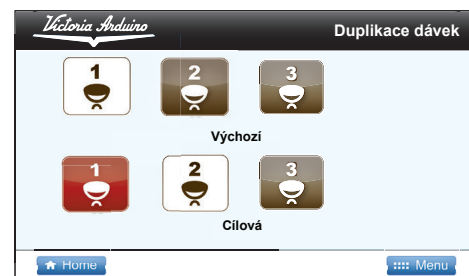 Victoria Arduino
Duplikace dávek
1 2 3
Výchozí
1 2 3
Cílová
Home Menu